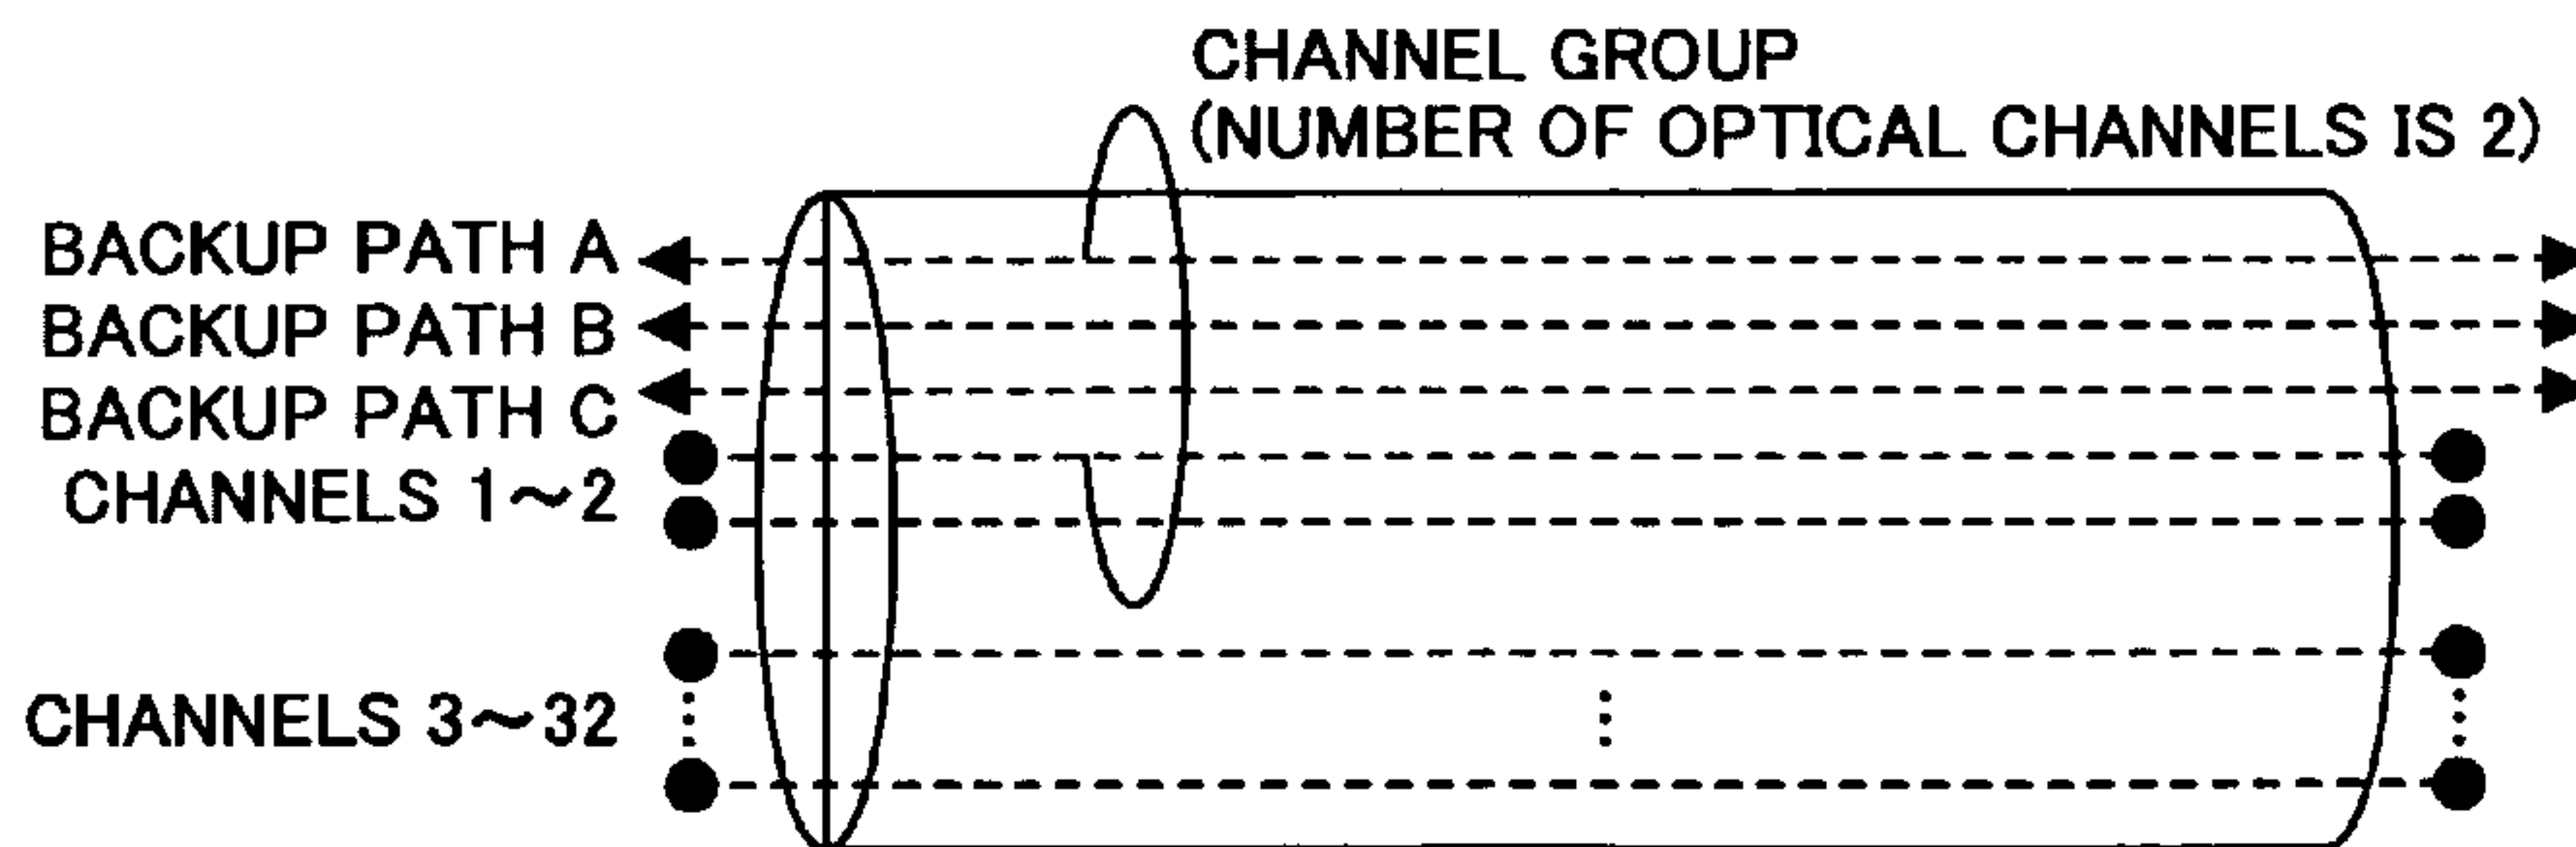 CHANNEL GROUP
(NUMBER OF OPTICAL CHANNELS IS 2)
BACKUP PATH A
BACKUP PATH B
BACKUP PATH C
CHANNELS 1〜2
CHANNELS 3〜32